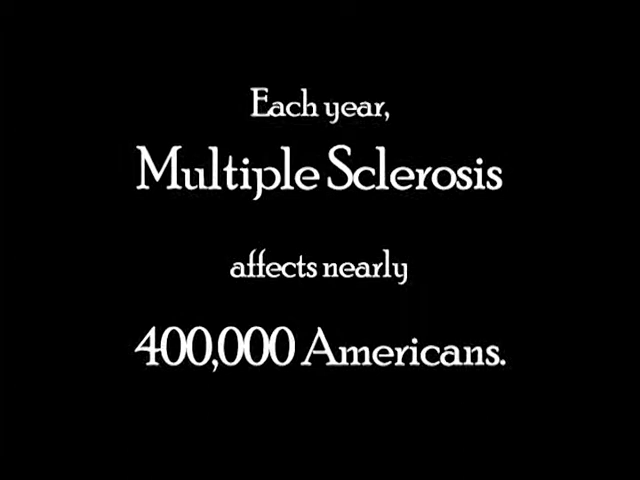 Each year,
Multiple Sclerosis
affects nearly
400,000 Americans.